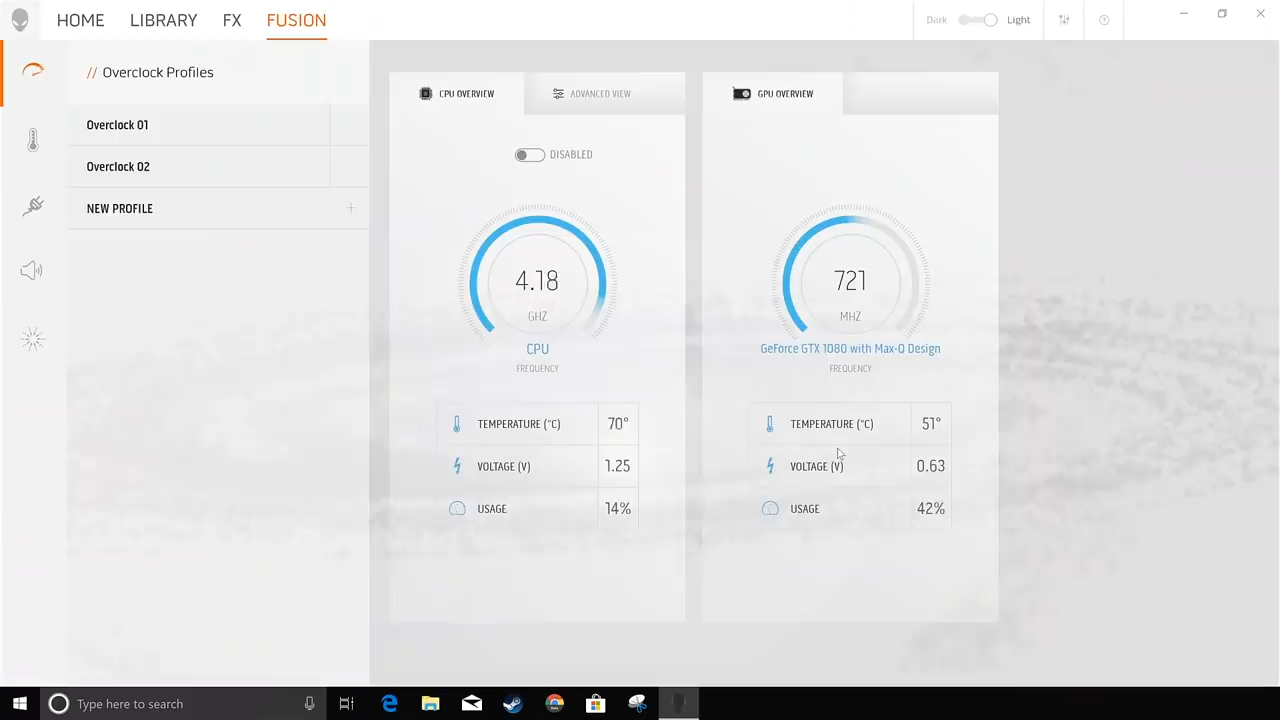 HOME LIBRARY FX FUSION
Dark Light
// Overclock Profiles
Overclock 01
Overclock 02
NEW PROFILE +
CPU OVERVIEW ADVANCED VIEW
DISABLED
4.18
GHZ
CPU
FREQUENCY
TEMPERATURE (°C) 70°
VOLTAGE (V) 1.25
USAGE 14%
GPU OVERVIEW
721
MHZ
GeForce GTX 1080 with Max-Q Design
FREQUENCY
TEMPERATURE (°C) 51°
VOLTAGE (V) 0.63
USAGE 42%
Type here to search